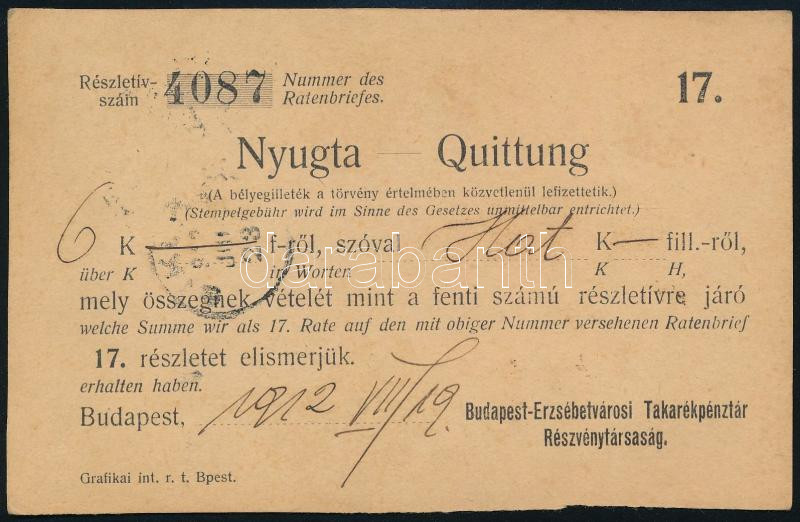 Részletív- 4087 Nummer des 17.
szám Ratenbriefes.
Nyugta — Quittung
(A bélyegilleték a törvény értelmében közvetlenül lefizettetik.)
(Stempelgebühr wird im Sinne des Gesetzes unmittelbar entrichtet.)
6 K — f-ről, szóval Hat K — fill.-ről,
über K in Worten K H,
mely összegnek vételét mint a fenti számú részletívre járó
welche Summe wir als 17. Rate auf den mit obiger Nummer versehenen Ratenbrief
17. részletet elismerjük.
erhalten haben.
Budapest, 1912 VIII/19. Budapest-Erzsébetvárosi Takarékpénztár
Részvénytársaság.
Grafikai int. r. t. Bpest.
darabanth